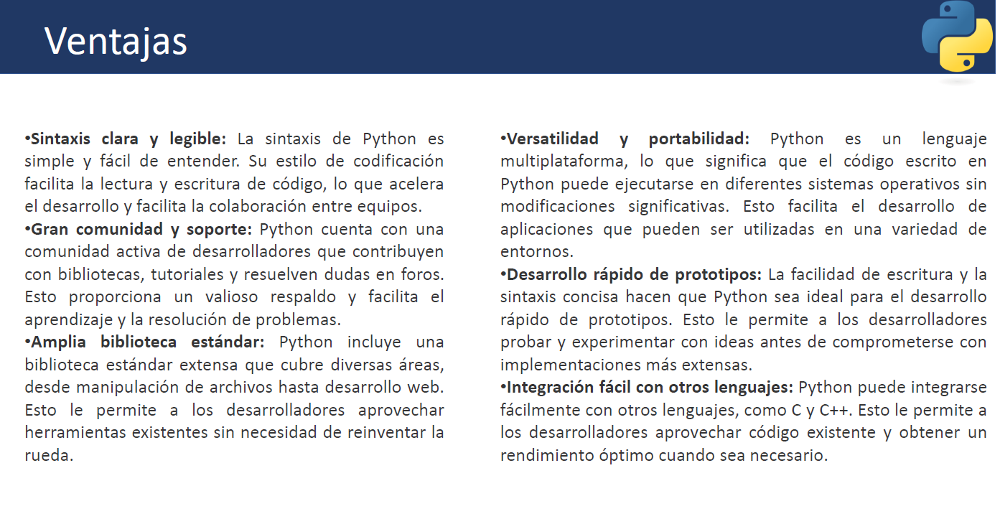 Ventajas
•Sintaxis clara y legible: La sintaxis de Python es
simple y fácil de entender. Su estilo de codificación
facilita la lectura y escritura de código, lo que acelera
el desarrollo y facilita la colaboración entre equipos.
•Gran comunidad y soporte: Python cuenta con una
comunidad activa de desarrolladores que contribuyen
con bibliotecas, tutoriales y resuelven dudas en foros.
Esto proporciona un valioso respaldo y facilita el
aprendizaje y la resolución de problemas.
•Amplia biblioteca estándar: Python incluye una
biblioteca estándar extensa que cubre diversas áreas,
desde manipulación de archivos hasta desarrollo web.
Esto le permite a los desarrolladores aprovechar
herramientas existentes sin necesidad de reinventar la
rueda.
•Versatilidad y portabilidad: Python es un lenguaje
multiplataforma, lo que significa que el código escrito en
Python puede ejecutarse en diferentes sistemas operativos sin
modificaciones significativas. Esto facilita el desarrollo de
aplicaciones que pueden ser utilizadas en una variedad de
entornos.
•Desarrollo rápido de prototipos: La facilidad de escritura y la
sintaxis concisa hacen que Python sea ideal para el desarrollo
rápido de prototipos. Esto le permite a los desarrolladores
probar y experimentar con ideas antes de comprometerse con
implementaciones más extensas.
•Integración fácil con otros lenguajes: Python puede integrarse
fácilmente con otros lenguajes, como C y C++. Esto le permite a
los desarrolladores aprovechar código existente y obtener un
rendimiento óptimo cuando sea necesario.